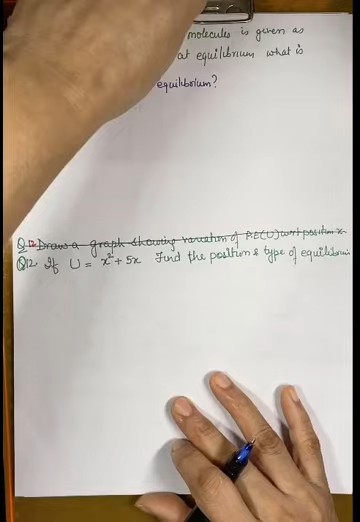 molecules is given as
at equilibrium what is
equilibrium?
Q12 Draw a graph showing variation of P.E(U) wrt position x.
Q12 If U = x² + 5x Find the position & type of equilibrium